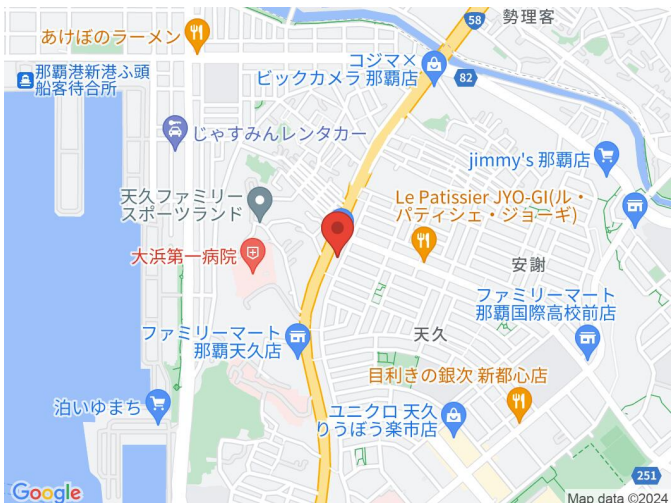 58
勢理客
あけぼのラーメン
コジマ×
ビックカメラ 那覇店
82
那覇港新港ふ頭
船客待合所
じゃすみんレンタカー
jimmy's 那覇店
天久ファミリー
スポーツランド
Le Patissier JYO-GI(ル・
パティシェ・ジョーギ)
大浜第一病院
安謝
ファミリーマート
那覇国際高校前店
ファミリーマート
那覇天久店
天久
目利きの銀次 新都心店
泊いゆまち
ユニクロ 天久
りうぼう楽市店
251
Google
Map data ©2024